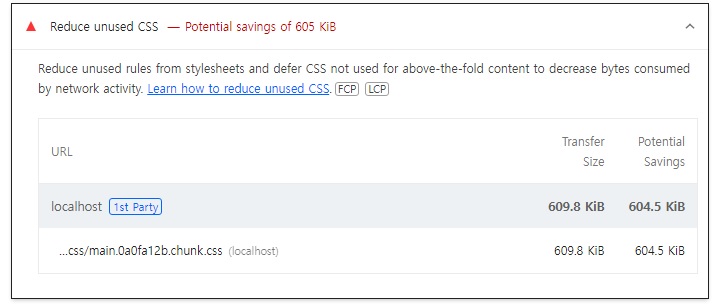 Reduce unused CSS — Potential savings of 605 KiB
Reduce unused rules from stylesheets and defer CSS not used for above-the-fold content to decrease bytes consumed
by network activity. Learn how to reduce unused CSS. FCP LCP
URL Transfer Size Potential Savings
localhost 1st Party 609.8 KiB 604.5 KiB
...css/main.0a0fa12b.chunk.css (localhost) 609.8 KiB 604.5 KiB